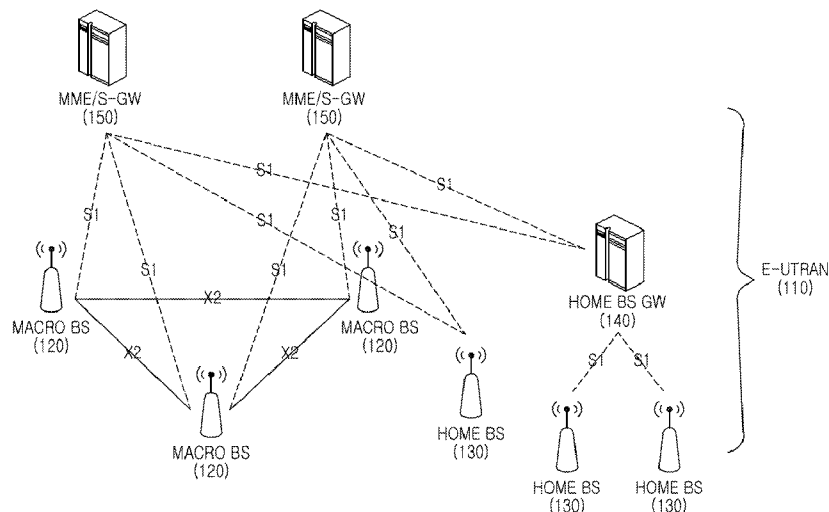 MME/S-GW
(150)
MME/S-GW
(150)
S1
S1
S1
S1
S1
S1
S1
S1
MACRO BS
(120)
X2
MACRO BS
(120)
X2
X2
MACRO BS
(120)
HOME BS
(130)
HOME BS GW
(140)
S1
S1
HOME BS
(130)
HOME BS
(130)
E-UTRAN
(110)